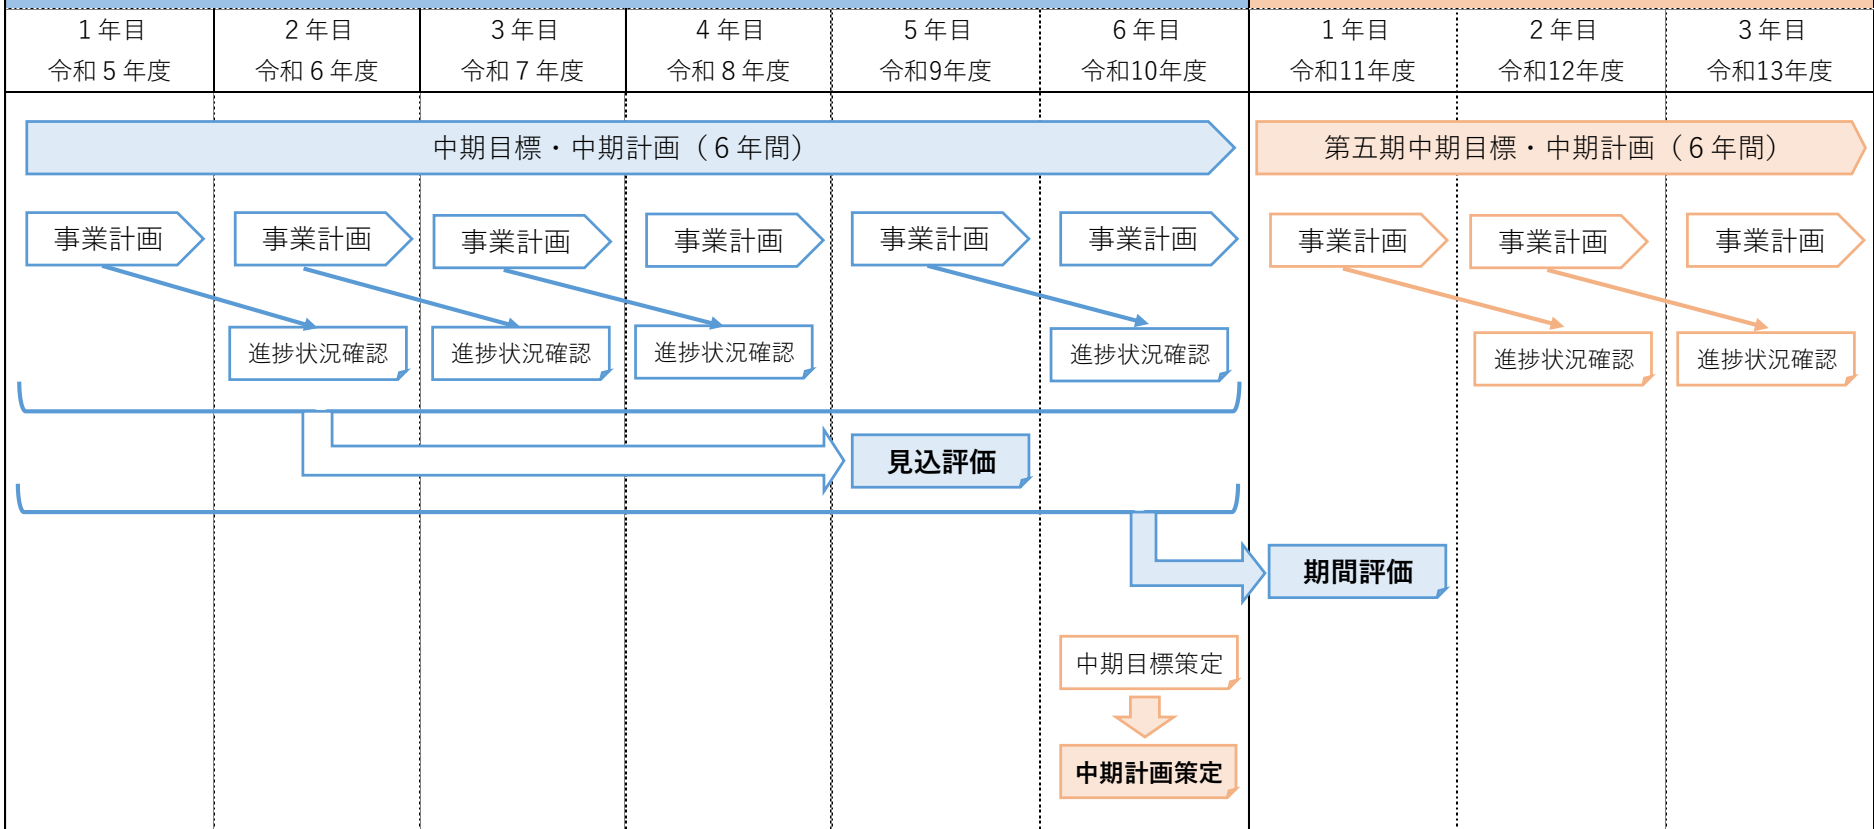 1年目 2年目 3年目 4年目 5年目 6年目 1年目 2年目 3年目
令和5年度 令和6年度 令和7年度 令和8年度 令和9年度 令和10年度 令和11年度 令和12年度 令和13年度
中期目標・中期計画（6年間） 第五期中期目標・中期計画（6年間）
事業計画 事業計画 事業計画 事業計画 事業計画 事業計画 事業計画 事業計画 事業計画
進捗状況確認 進捗状況確認 進捗状況確認 進捗状況確認 進捗状況確認 進捗状況確認
見込評価
期間評価
中期目標策定
中期計画策定